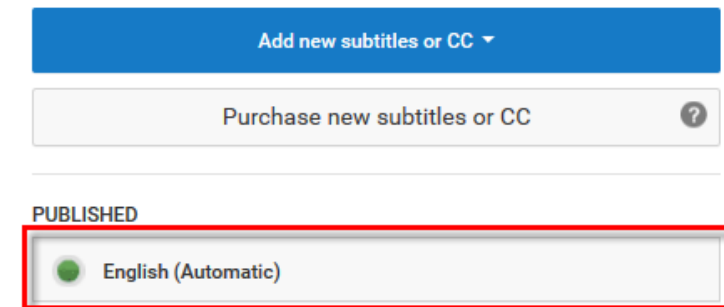 Add new subtitles or CC
Purchase new subtitles or CC ?
PUBLISHED
English (Automatic)